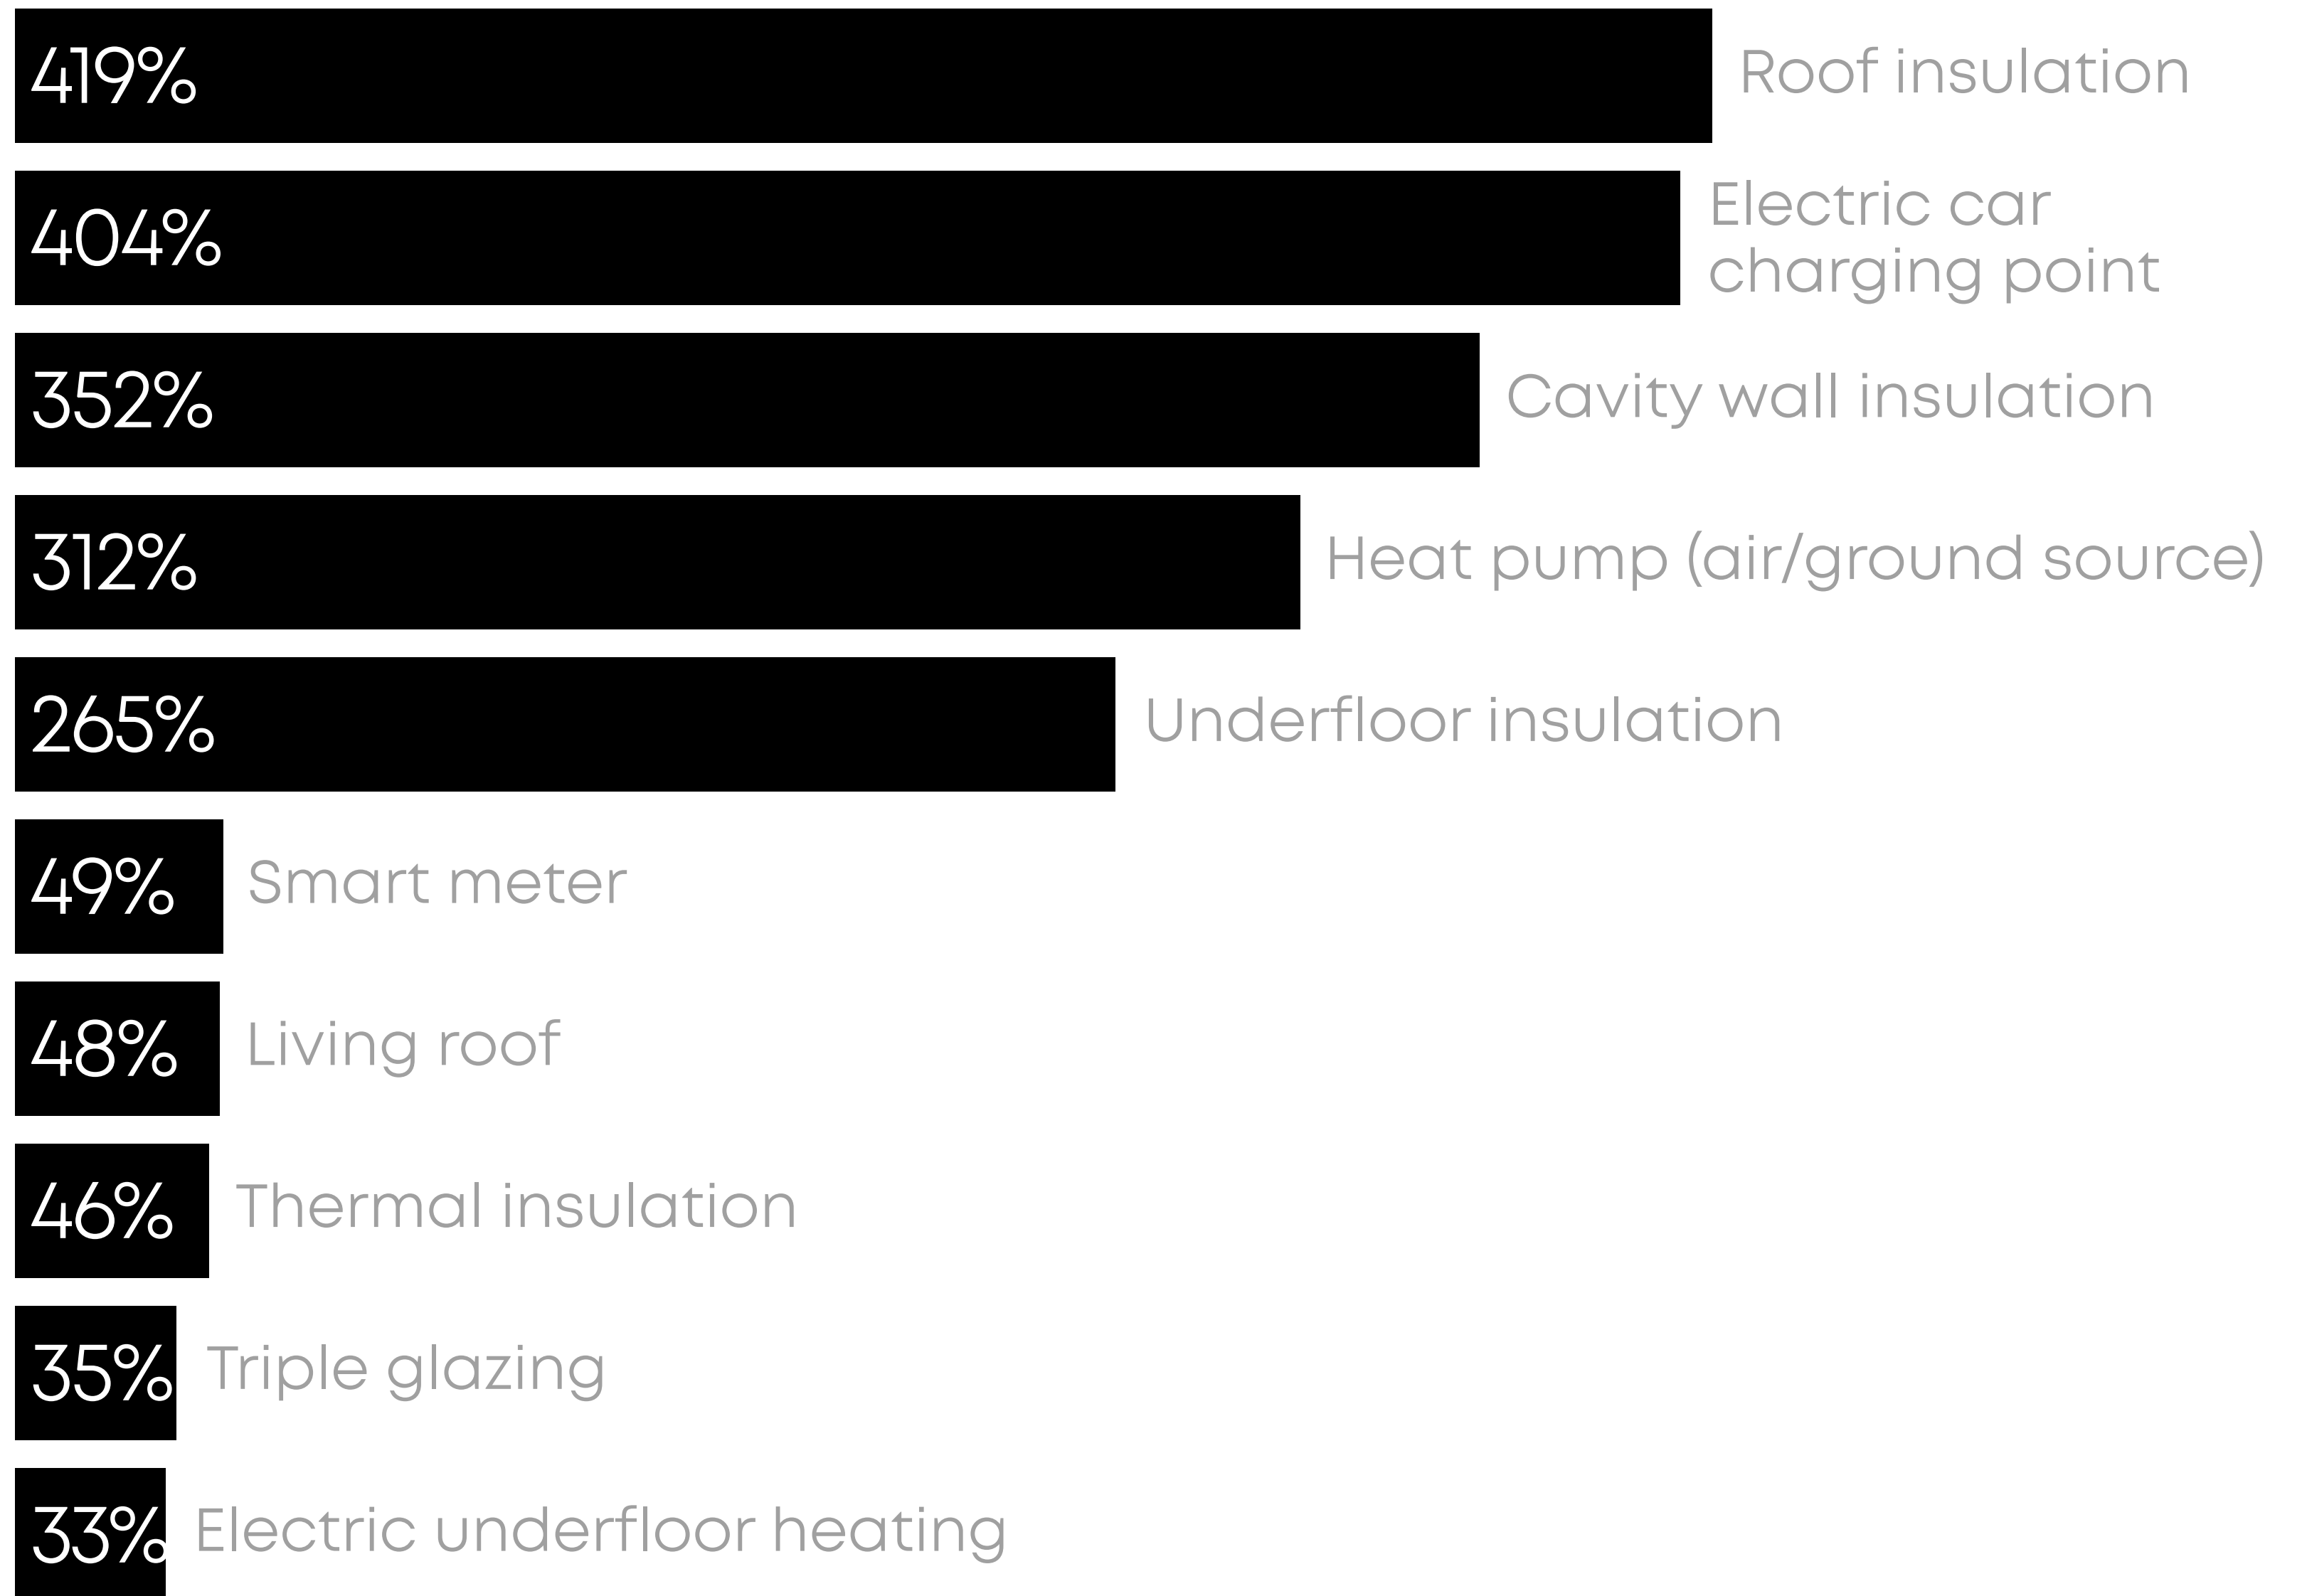 419% Roof insulation
404% Electric car
charging point
352% Cavity wall insulation
312% Heat pump (air/ground source)
265% Underfloor insulation
49% Smart meter
48% Living roof
46% Thermal insulation
35% Triple glazing
33% Electric underfloor heating